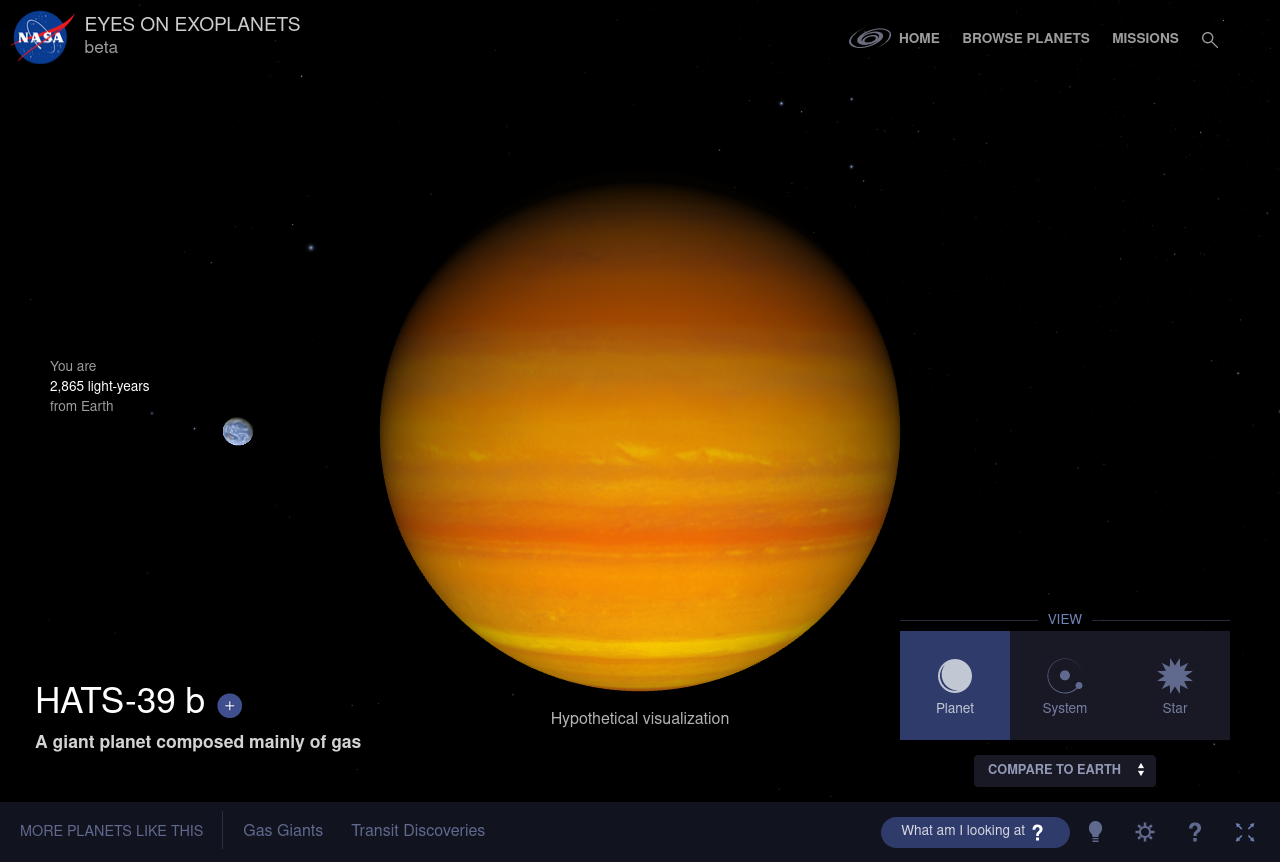 NASA
EYES ON EXOPLANETS
beta
HOME
BROWSE PLANETS
MISSIONS
You are
2,865 light-years
from Earth
HATS-39 b
+
A giant planet composed mainly of gas
Hypothetical visualization
VIEW
Planet
System
Star
COMPARE TO EARTH
MORE PLANETS LIKE THIS
Gas Giants
Transit Discoveries
What am I looking at ?
?